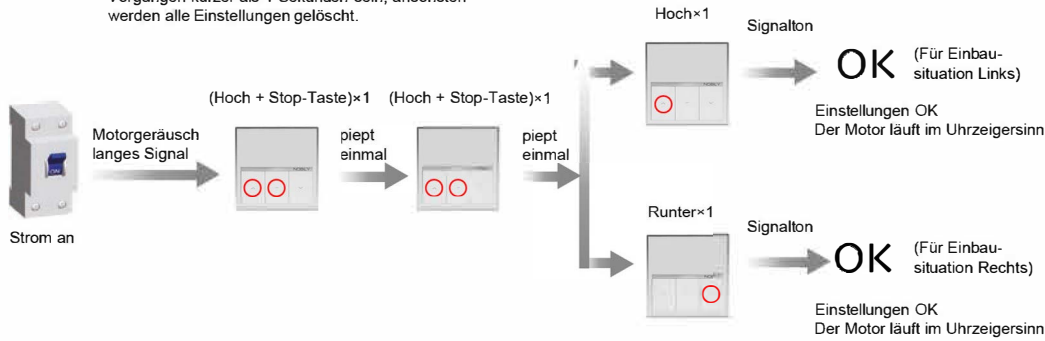 werden alle Einstellungen gelöscht.
Hoch×1
Signalton
OK
(Für Einbau-
situation Links)
Einstellungen OK
Der Motor läuft im Uhrzeigersinn
(Hoch + Stop-Taste)×1
(Hoch + Stop-Taste)×1
Motorgeräusch
langes Signal
piept
einmal
piept
einmal
ON
Strom an
Runter×1
Signalton
OK
(Für Einbau-
situation Rechts)
Einstellungen OK
Der Motor läuft im Uhrzeigersinn